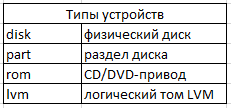 Типы устройств
disk физический диск
part раздел диска
rom CD/DVD-привод
lvm логический том LVM